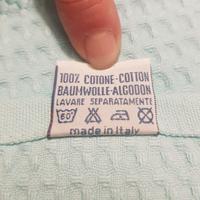 100% COTONE-COTTON
BAUMWOLLE-ALGODON
LAVARE SEPARATAMENTE
60
made in Italy